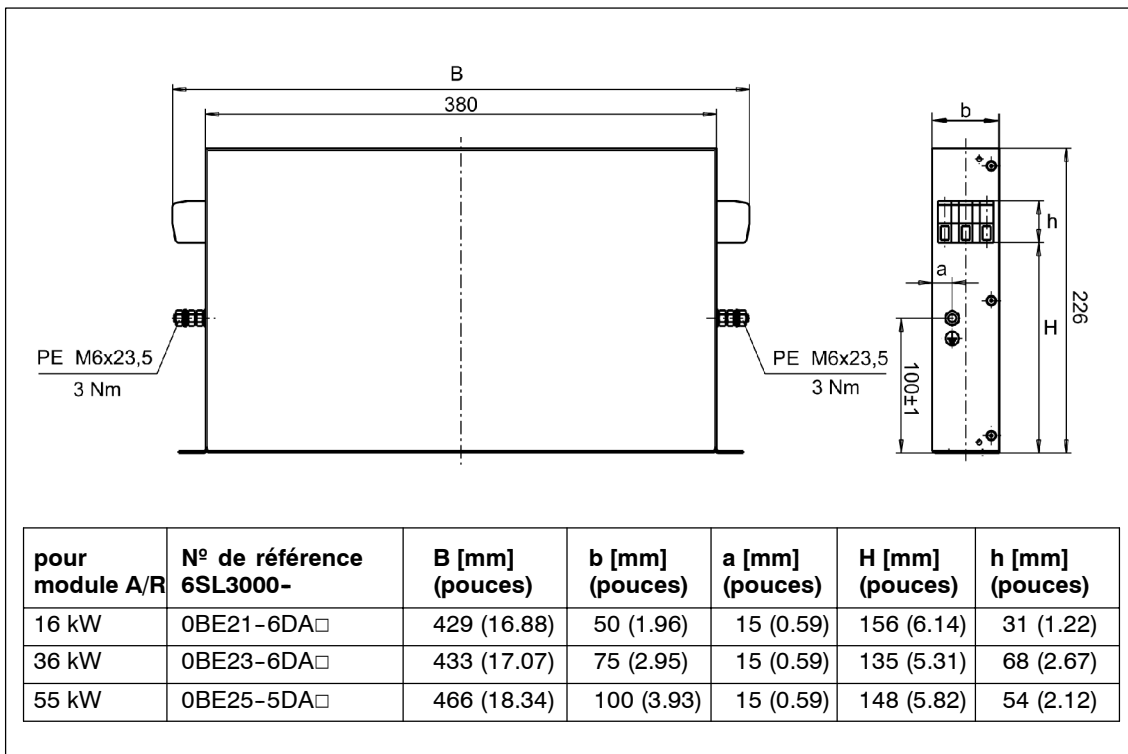 B
380
b
h
a
226
H
100±1
PE M6x23,5
3 Nm
PE M6x23,5
3 Nm
pour module A/R Nº de référence 6SL3000- B [mm] (pouces) b [mm] (pouces) a [mm] (pouces) H [mm] (pouces) h [mm] (pouces)
16 kW 0BE21-6DA□ 429 (16.88) 50 (1.96) 15 (0.59) 156 (6.14) 31 (1.22)
36 kW 0BE23-6DA□ 433 (17.07) 75 (2.95) 15 (0.59) 135 (5.31) 68 (2.67)
55 kW 0BE25-5DA□ 466 (18.34) 100 (3.93) 15 (0.59) 148 (5.82) 54 (2.12)